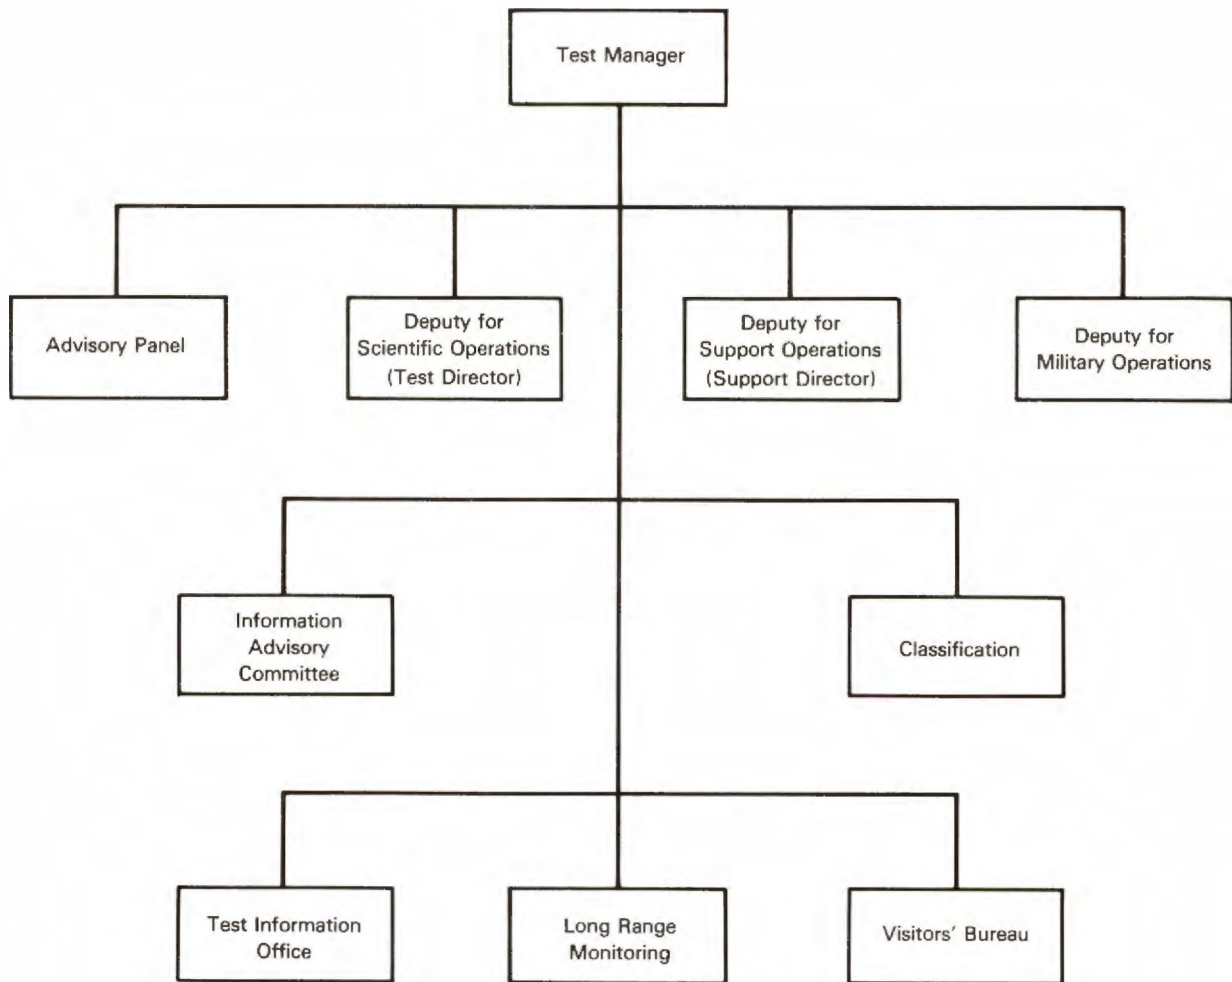 Test Manager
Advisory Panel
Deputy for
Scientific Operations
(Test Director)
Deputy for
Support Operations
(Support Director)
Deputy for
Military Operations
Information
Advisory
Committee
Classification
Test Information
Office
Long Range
Monitoring
Visitors' Bureau